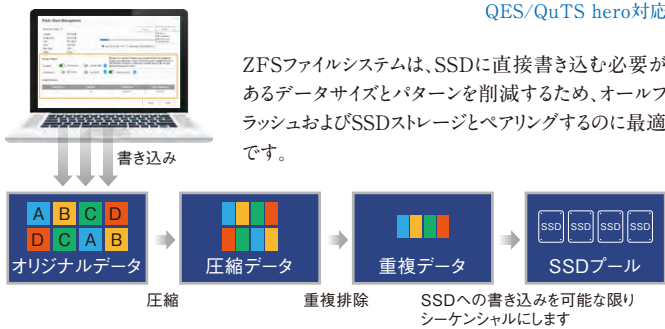 QES/QuTS hero対応
ZFSファイルシステムは、SSDに直接書き込む必要が
あるデータサイズとパターンを削減するため、オールフ
ラッシュおよびSSDストレージとペアリングするのに最適
です。
書き込み
A B C D
D C A B
オリジナルデータ
圧縮データ
重複データ
SSD SSD SSD SSD
SSDプール
圧縮
重複排除
SSDへの書き込みを可能な限り
シーケンシャルにします